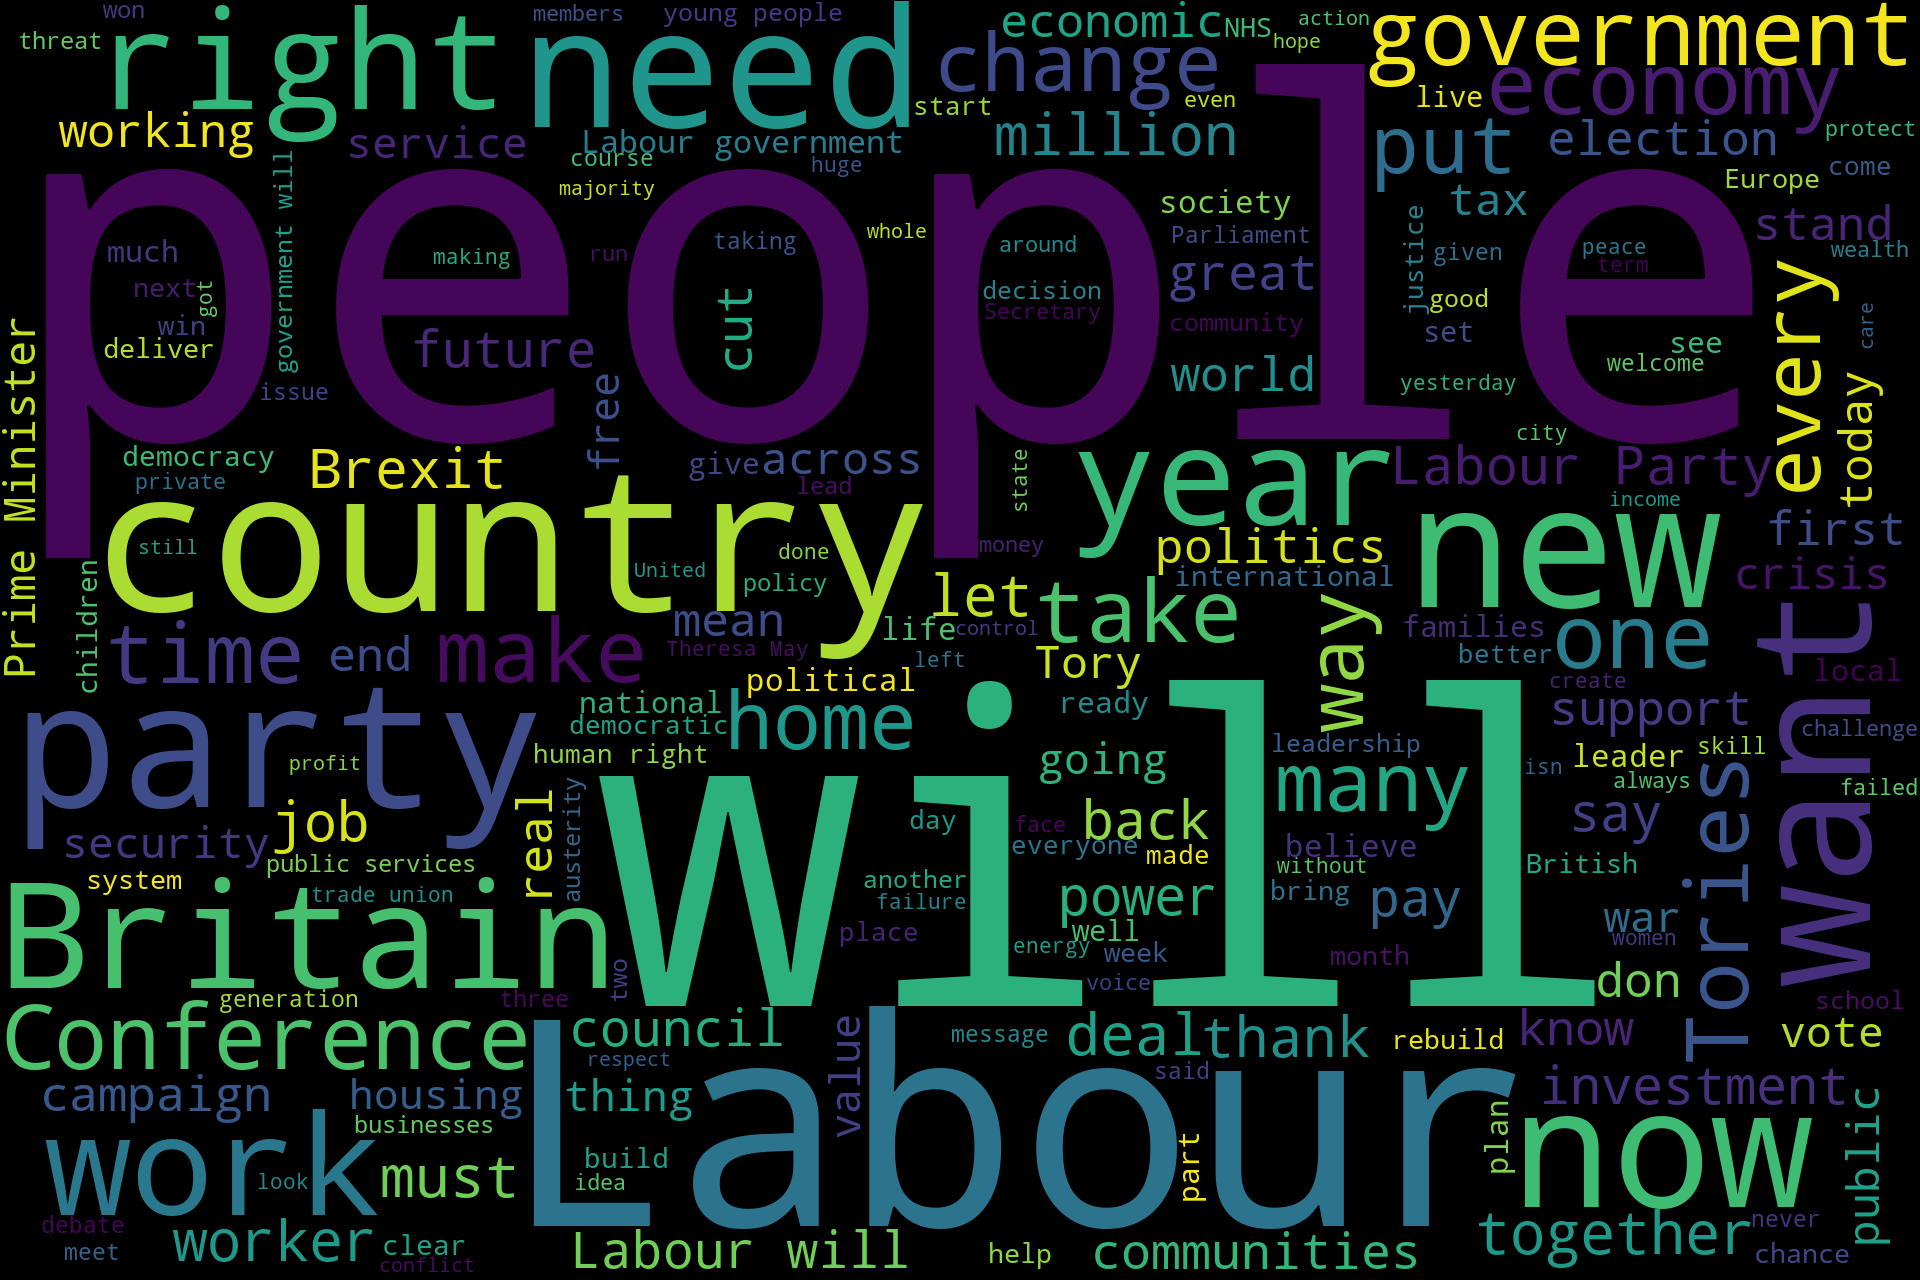 won
members
young people
economic
NHS
action
government
threat
right
need
change
hope
economy
working
service
Labour government
start
million
even
live
put
election
protect
course
huge
majority
society
tax
Europe
come
government will
people
much
making
run
taking
whole
around
Parliament
great
justice
given
peace
term
stand
wealth
next
got
win
deliver
future
cut
decision
Secretary
community
good
set
see
welcome
every
care
Prime Minister
issue
free
world
yesterday
today
democracy
private
Brexit
give
across
lead
state
year
Labour Party
city
income
first
country
still
United
done
policy
money
politics
international
new
crisis
children
time
end
make
mean
Theresa May
let
life
control
left
take
Tory
way
families
better
one
create
want
local
party
profit
political
national
democratic
home
human right
ready
going
leadership
many
support
leader
skill
always
isn
challenge
failed
job
security
public services
system
trade union
real
austerity
will
day
face
everyone
back
made
believe
without
say
British
Tories
another
failure
power
bring
pay
war
women
Britain
place
well
energy
week
voice
month
don
school
generation
three
two
Conference
council
respect
value
message
deal
thank
said
rebuild
know
vote
campaign
housing
businesses
thing
Labour
investment
public
work
look
must
build
idea
part
plan
now
debate
meet
worker
clear
conflict
Labour will
help
communities
together
never
chance